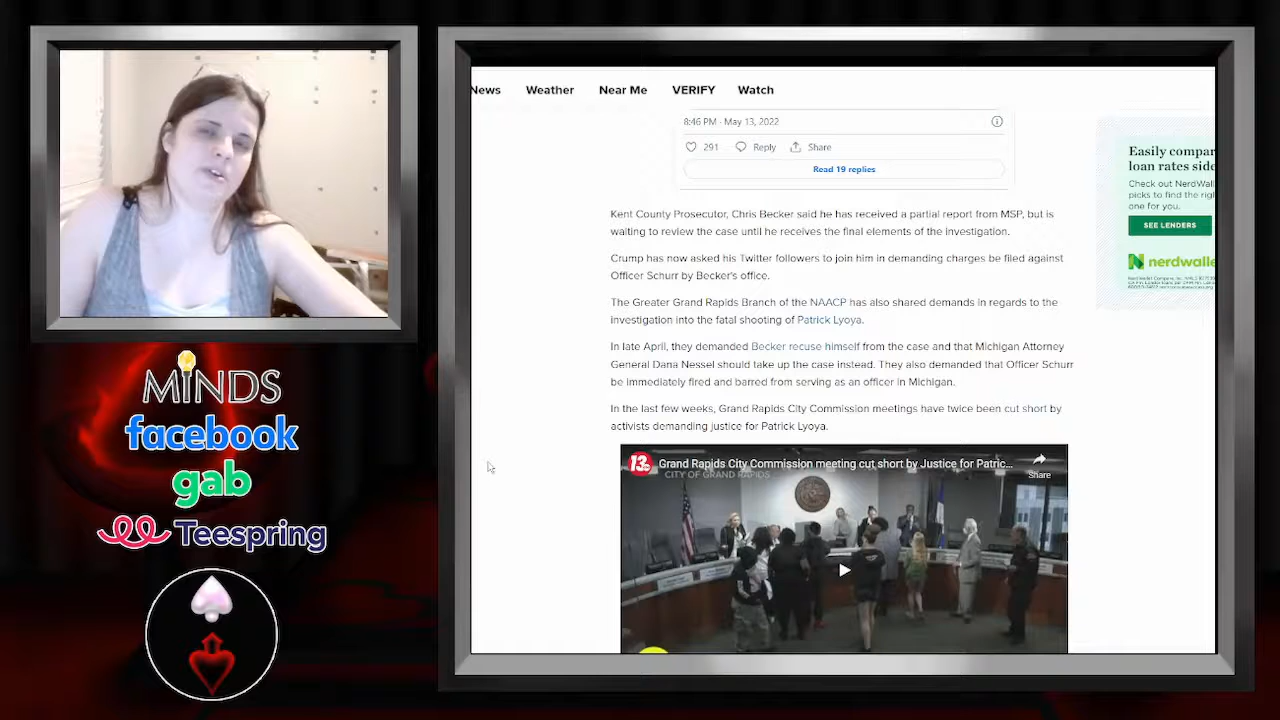 News Weather Near Me VERIFY Watch
8:46 PM · May 13, 2022
291 Reply Share
Read 19 replies
Kent County Prosecutor, Chris Becker said he has received a partial report from MSP, but is
waiting to review the case until he receives the final elements of the investigation.
Crump has now asked his Twitter followers to join him in demanding charges be filed against
Officer Schurr by Becker's office.
The Greater Grand Rapids Branch of the NAACP has also shared demands in regards to the
investigation into the fatal shooting of Patrick Lyoya.
In late April, they demanded Becker recuse himself from the case and that Michigan Attorney
General Dana Nessel should take up the case instead. They also demanded that Officer Schurr
be immediately fired and barred from serving as an officer in Michigan.
In the last few weeks, Grand Rapids City Commission meetings have twice been cut short by
activists demanding justice for Patrick Lyoya.
13
Grand Rapids City Commission meeting cut short by Justice for Patric...
CITY OF GRAND RAPIDS
Share
Easily compar
loan rates side
Check out NerdWall
picks to find the righ
one for you.
SEE LENDERS
nerdwalle
MINDS
facebook
gab
Teespring